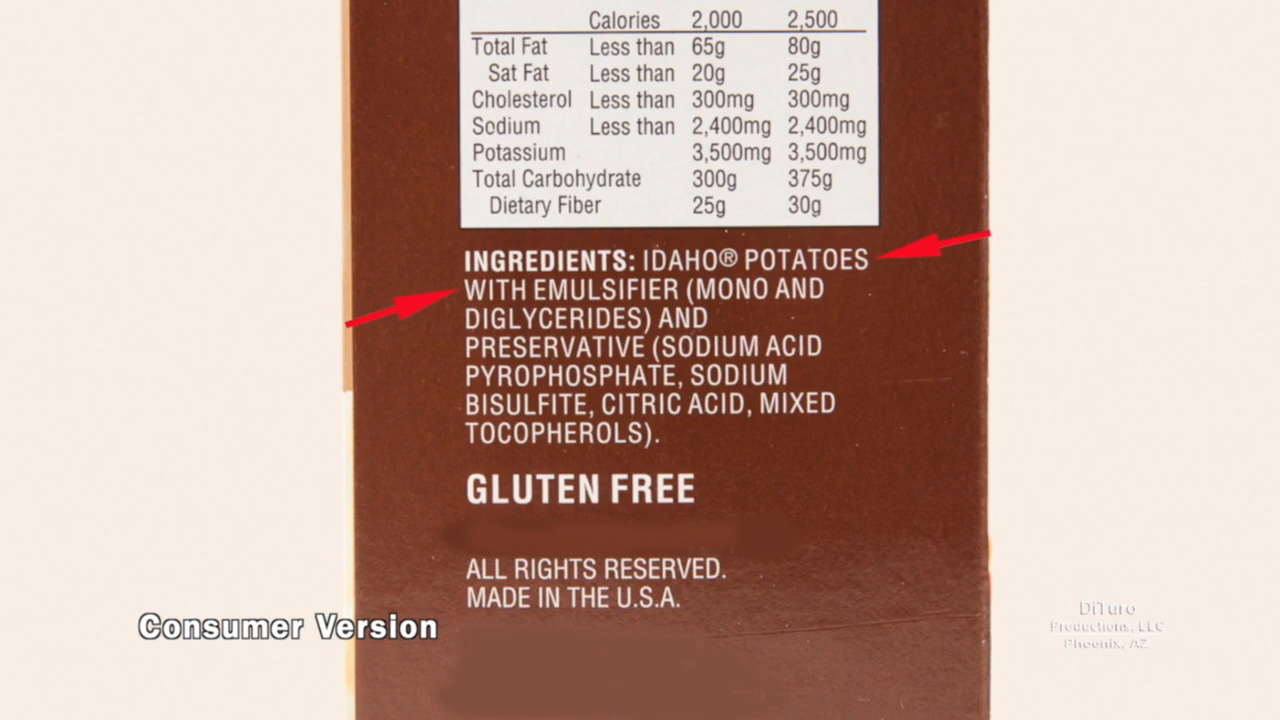 Calories 2,000 2,500
Total Fat Less than 65g 80g
Sat Fat Less than 20g 25g
Cholesterol Less than 300mg 300mg
Sodium Less than 2,400mg 2,400mg
Potassium 3,500mg 3,500mg
Total Carbohydrate 300g 375g
Dietary Fiber 25g 30g
INGREDIENTS: IDAHO® POTATOES
WITH EMULSIFIER (MONO AND
DIGLYCERIDES) AND
PRESERVATIVE (SODIUM ACID
PYROPHOSPHATE, SODIUM
BISULFITE, CITRIC ACID, MIXED
TOCOPHEROLS).
GLUTEN FREE
ALL RIGHTS RESERVED.
MADE IN THE U.S.A.
Consumer Version
DiTuro
Productions, LLC
Phoenix, AZ